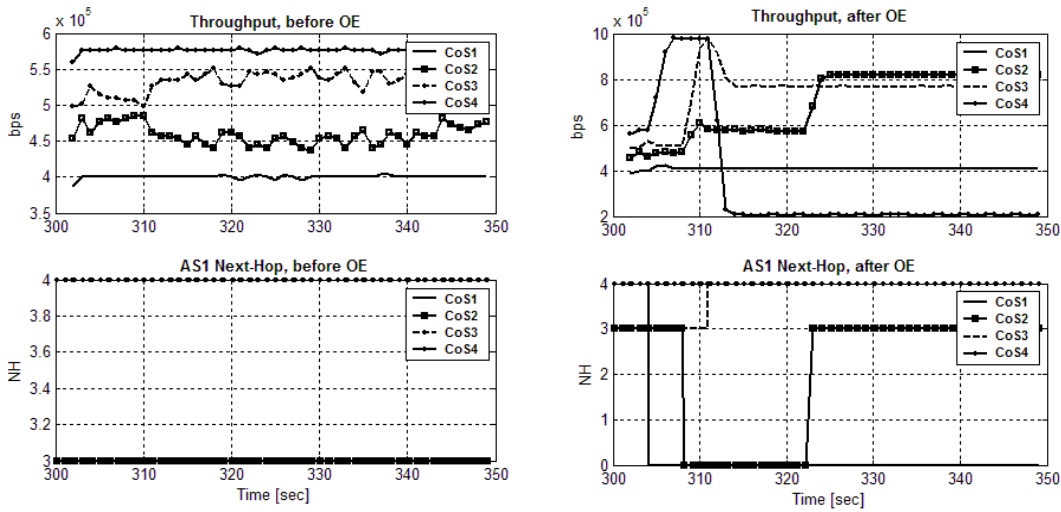 x 10^5
Throughput, before OE
6
5.5
5
4.5
4
3.5
bps
300
310
320
330
340
350
CoS1
CoS2
CoS3
CoS4
x 10^5
Throughput, after OE
10
8
6
4
2
bps
300
310
320
330
340
350
CoS1
CoS2
CoS3
CoS4
AS1 Next-Hop, before OE
4
3.8
3.6
3.4
3.2
3
NH
300
310
320
330
340
350
Time [sec]
CoS1
CoS2
CoS3
CoS4
AS1 Next-Hop, after OE
4
3
2
1
0
NH
300
310
320
330
340
350
Time [sec]
CoS1
CoS2
CoS3
CoS4